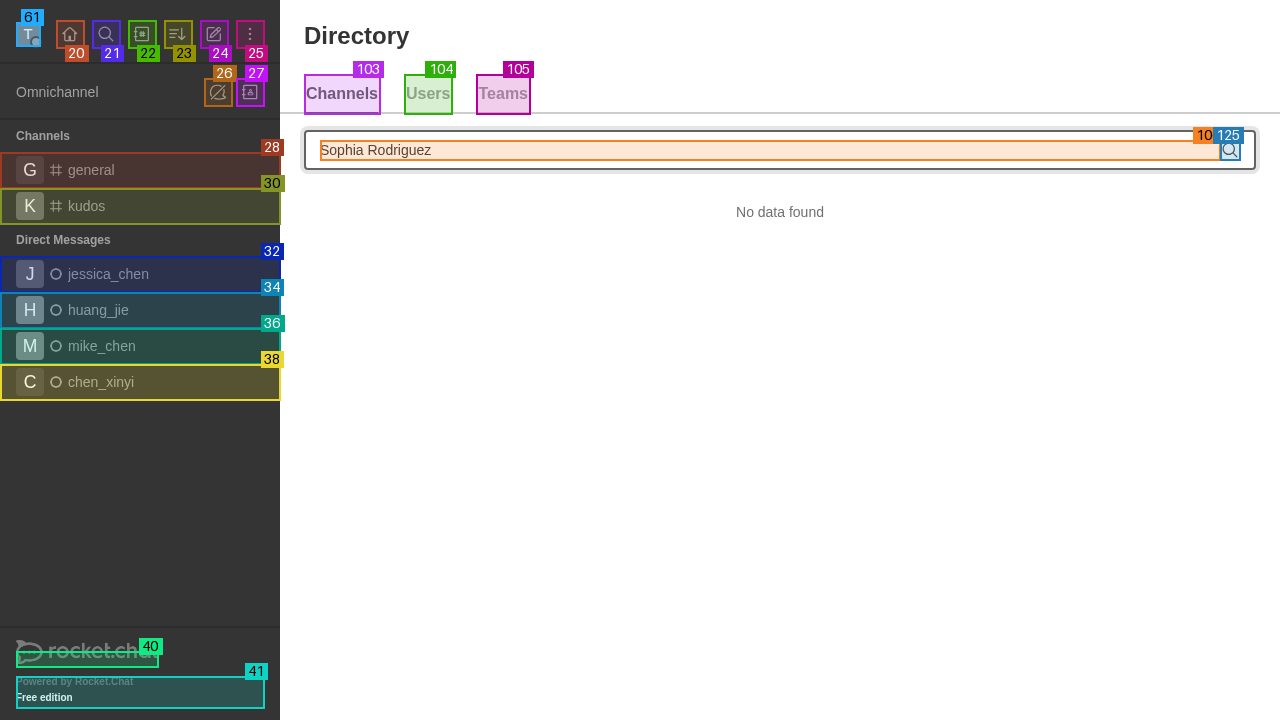 61
T
20
21
22
23
24
25
Omnichannel
26
27
Channels
28
G general
30
K kudos
Direct Messages
32
J jessica_chen
34
H huang_jie
36
M mike_chen
38
C chen_xinyi
40
rocket.chat
41
Powered by Rocket.Chat
Free edition
Directory
103
104
105
Channels
Users
Teams
10
125
Sophia Rodriguez
No data found